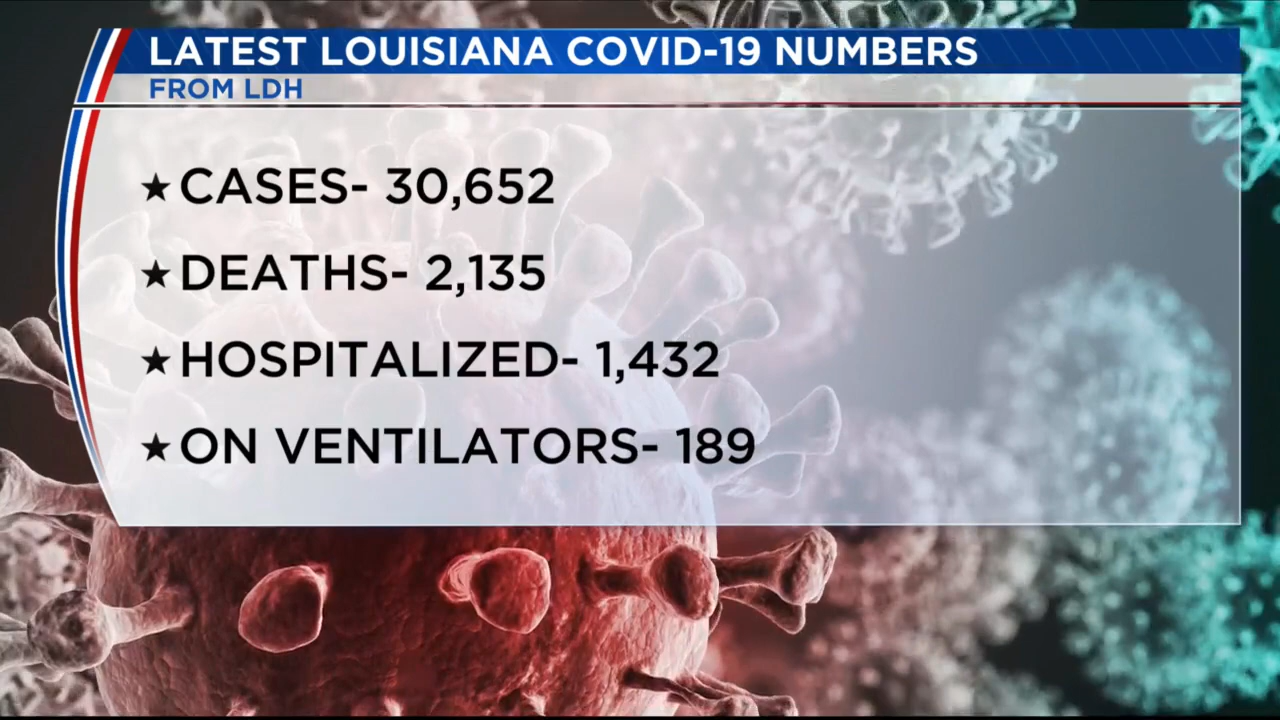 LATEST LOUISIANA COVID-19 NUMBERS
FROM LDH
★ CASES- 30,652
★ DEATHS- 2,135
★ HOSPITALIZED- 1,432
★ ON VENTILATORS- 189